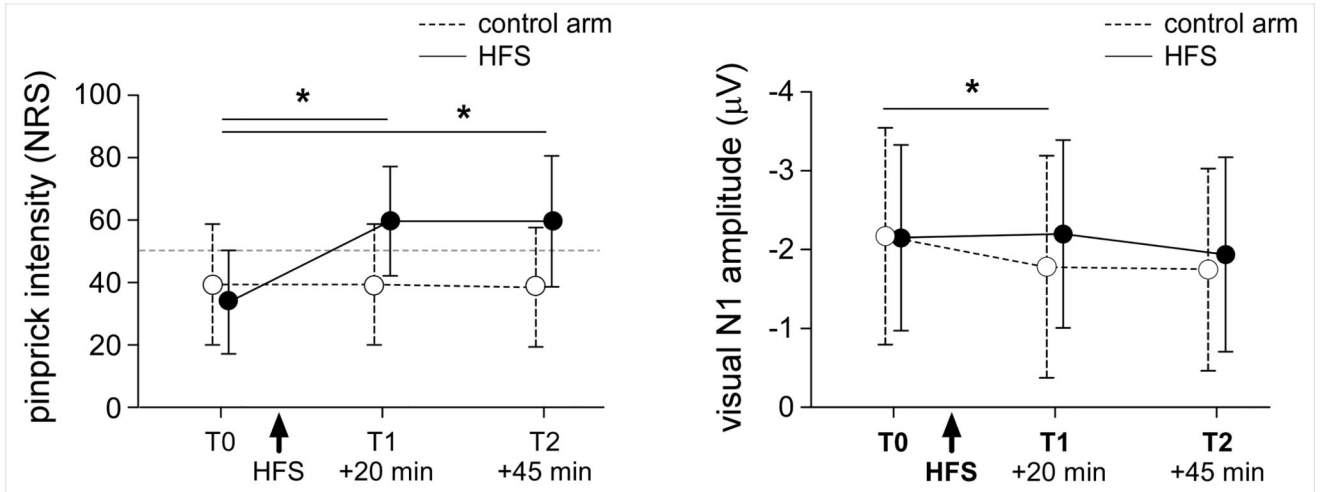 control arm
HFS
pinprick intensity (NRS)
100
80
60
40
20
0
*
*
T0
T1
T2
HFS
+20 min
+45 min
control arm
HFS
visual N1 amplitude (μV)
-4
-3
-2
-1
0
*
T0
T1
T2
HFS
+20 min
+45 min